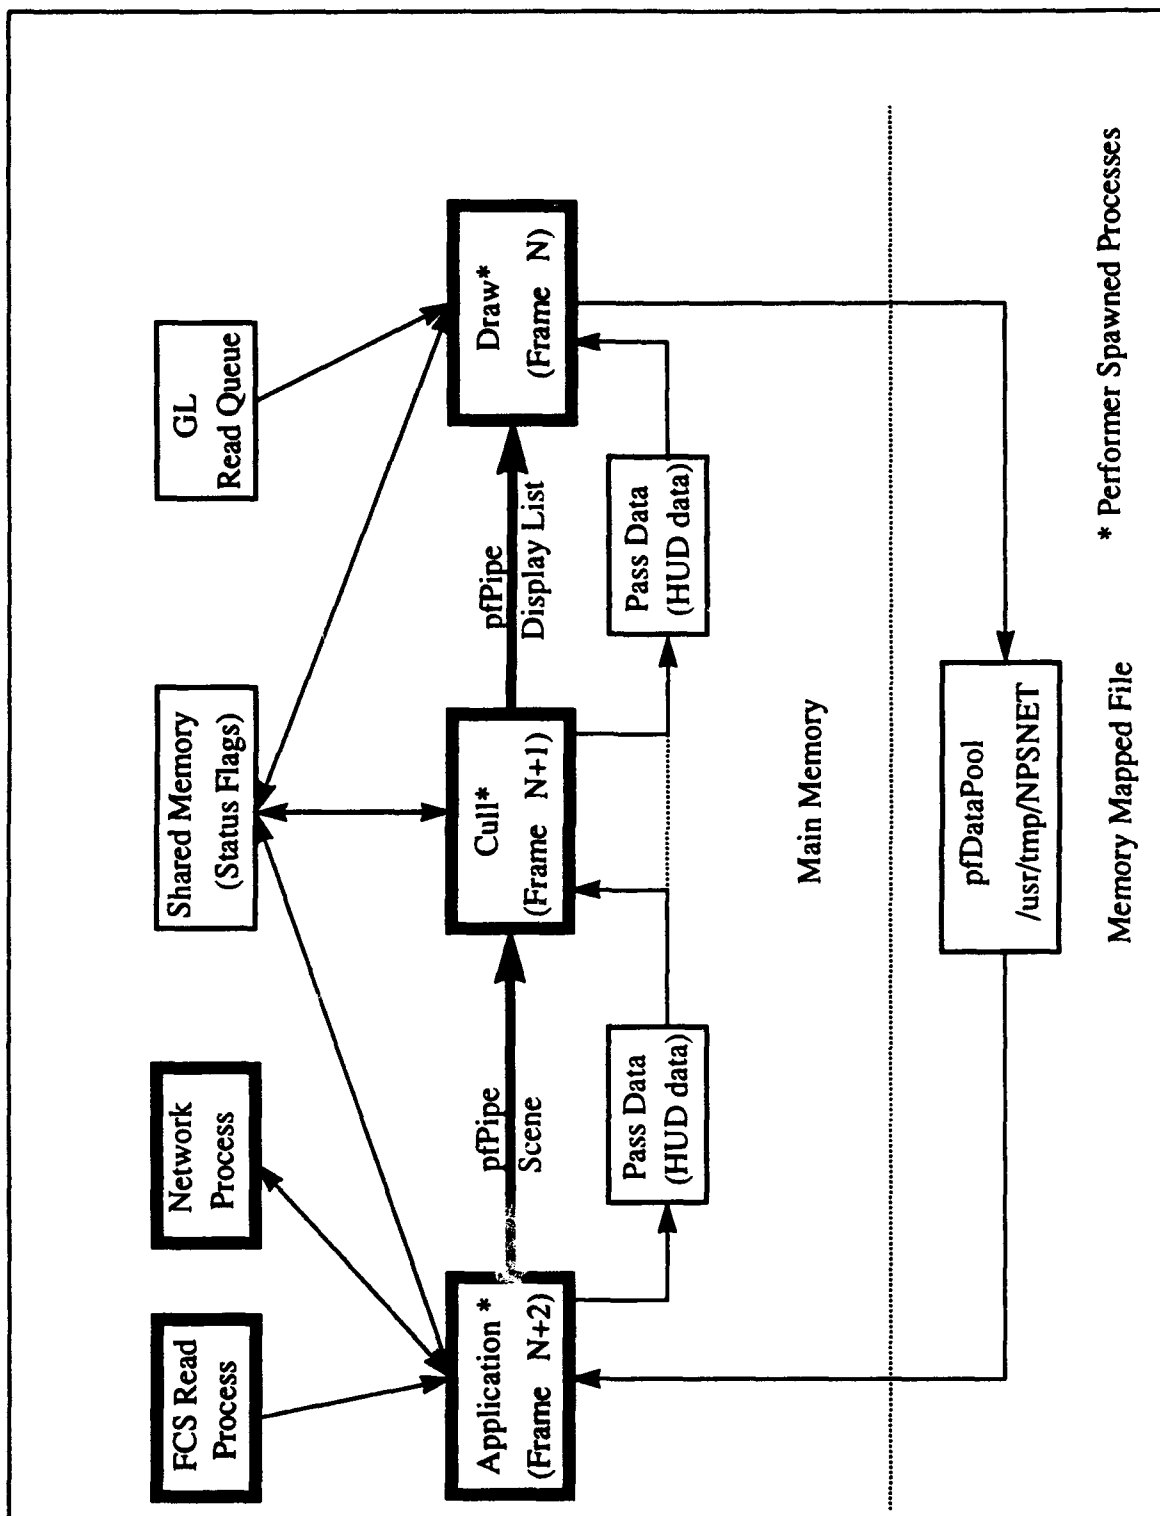 FCS Read
Process
Network
Process
Shared Memory
(Status Flags)
GL
Read Queue
Application *
(Frame N+2)
pfPipe
Scene
Cull*
(Frame N+1)
pfPipe
Display List
Draw*
(Frame N)
Pass Data
(HUD data)
Pass Data
(HUD data)
Main Memory
pfDataPool
/usr/tmp/NPSNET
Memory Mapped File
* Performer Spawned Processes